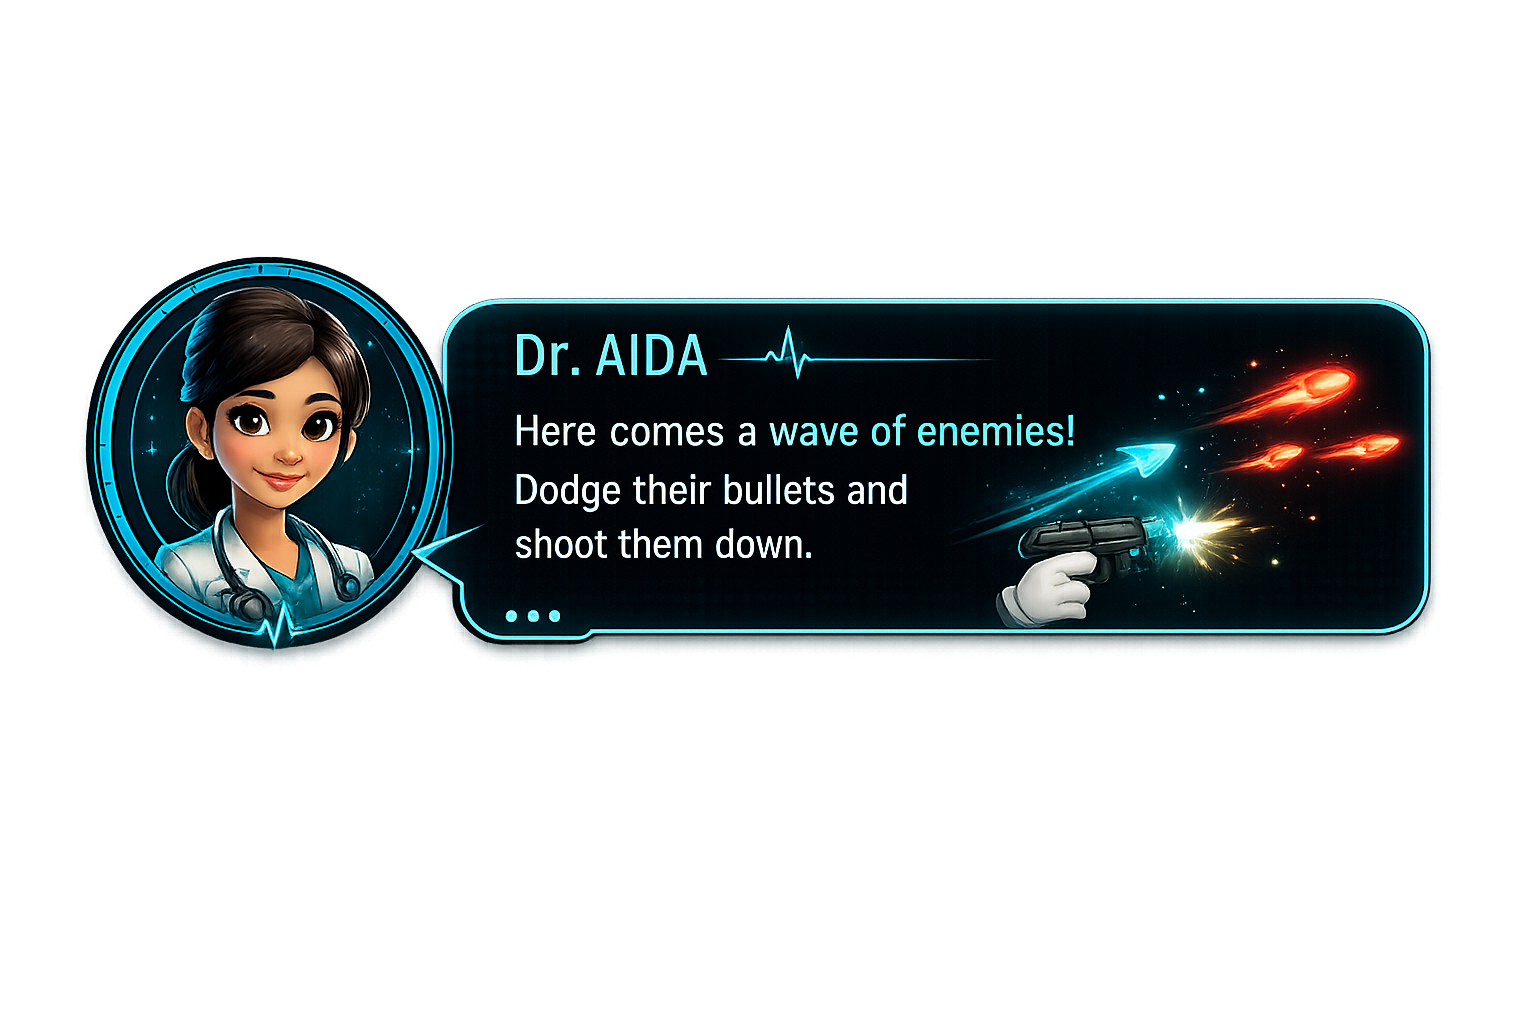 Dr. AIDA
Here comes a wave of enemies!
Dodge their bullets and
shoot them down.